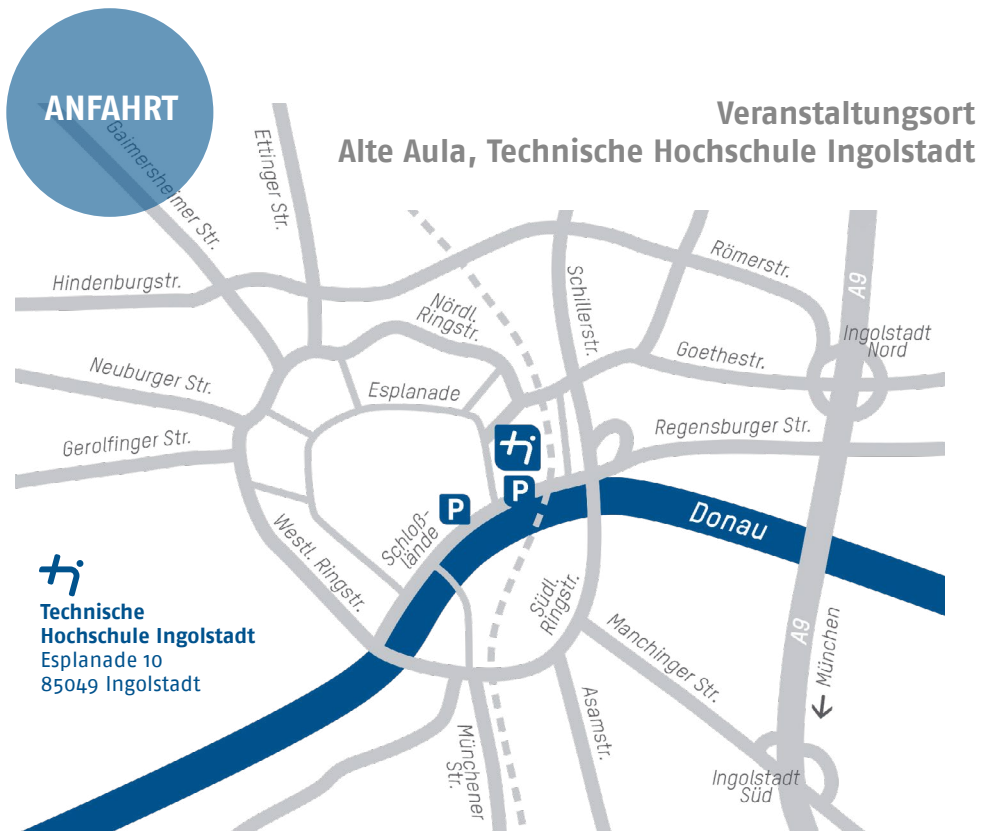 ANFAHRT
Veranstaltungsort
Alte Aula, Technische Hochschule Ingolstadt
Gaimersheimer Str.
Ettinger Str.
Hindenburgstr.
Nördl.
Ringstr.
Schillerstr.
Römerstr.
A9
Ingolstadt
Nord
Neuburger Str.
Esplanade
Goethestr.
Gerolfinger Str.
Regensburger Str.
P
P
Donau
Schloß-
lände
Westl. Ringstr.
Südl.
Ringstr.
Manchinger Str.
A9
München
Technische
Hochschule Ingolstadt
Esplanade 10
85049 Ingolstadt
Asamstr.
Münchener
Str.
Ingolstadt
Süd